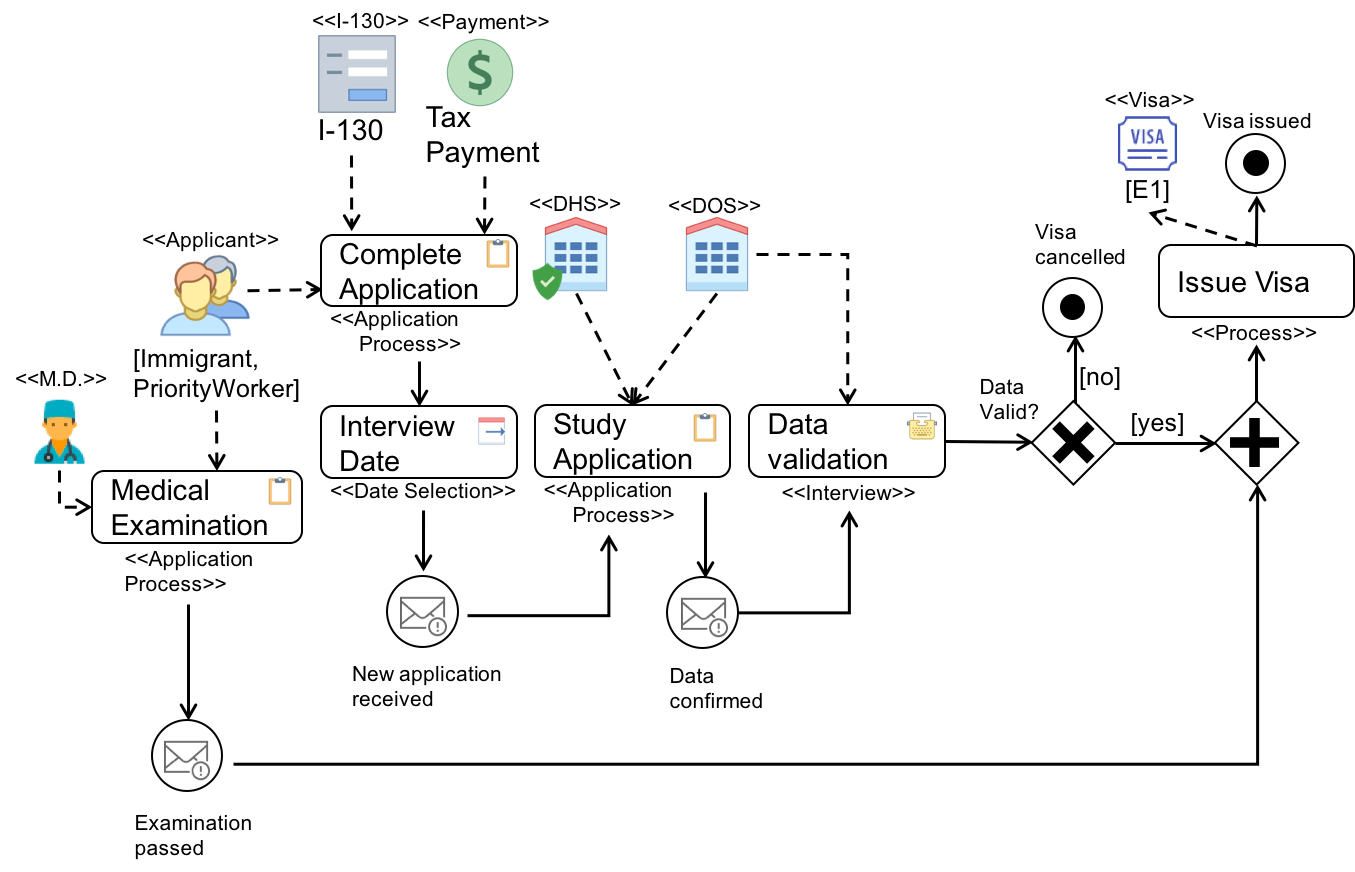 <<I-130>>
<<Payment>>
I-130
Tax
Payment
<<Visa>>
VISA
[E1]
Visa issued
<<Applicant>>
[Immigrant,
PriorityWorker]
Complete
Application
<<Application
Process>>
<<DHS>>
<<DOS>>
Visa
cancelled
Issue Visa
<<Process>>
<<M.D.>>
Medical
Examination
<<Application
Process>>
Interview
Date
<<Date Selection>>
Study
Application
<<Application
Process>>
Data
validation
<<Interview>>
Data
Valid?
[no]
[yes]
New application
received
Data
confirmed
Examination
passed